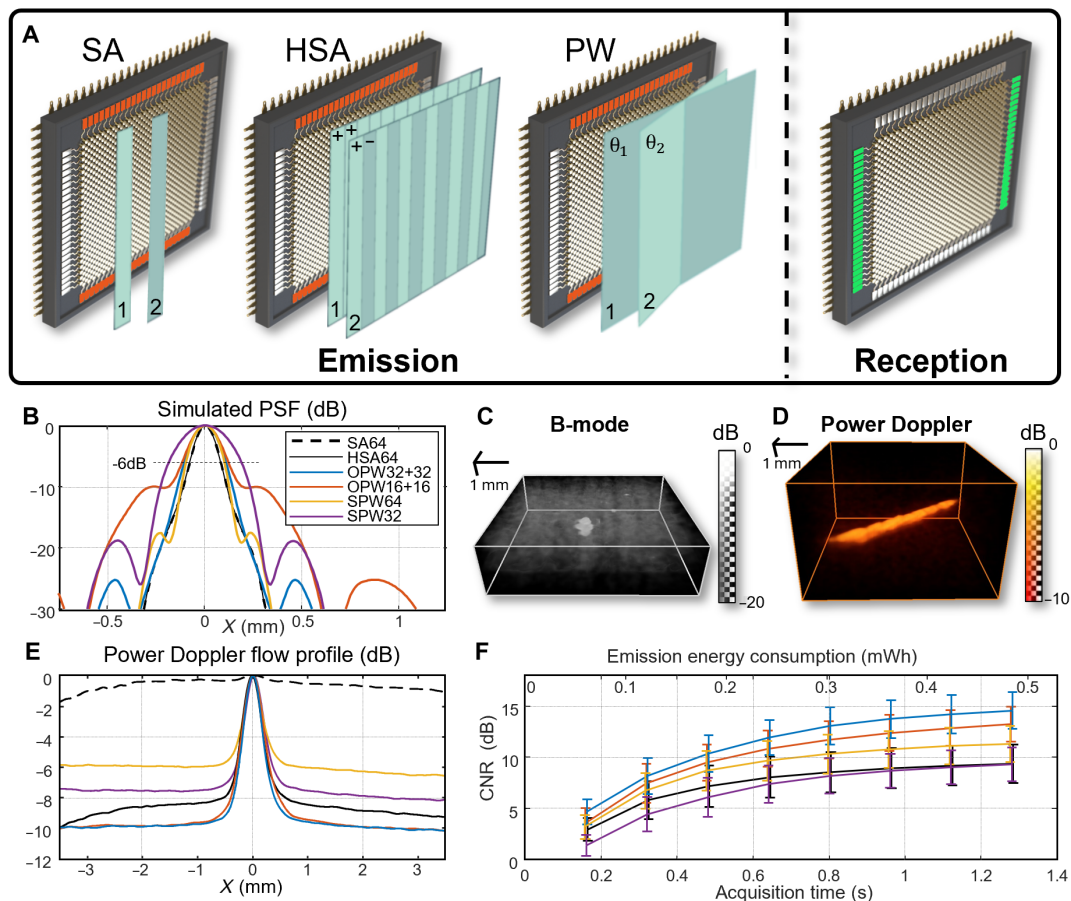 A
SA
HSA
PW
1
2
+ +
+ −
1
2
θ1
θ2
1
2
Emission
Reception
B
Simulated PSF (dB)
0
−10
−20
−30
-6dB
SA64
HSA64
OPW32+32
OPW16+16
SPW64
SPW32
−0.5
0
0.5
1
X (mm)
C
B-mode
1 mm
dB
0
−20
D
Power Doppler
1 mm
dB
0
−10
E
Power Doppler flow profile (dB)
0
−2
−4
−6
−8
−10
−12
−3
−2
−1
0
1
2
3
X (mm)
F
Emission energy consumption (mWh)
0
0.1
0.2
0.3
0.4
0.5
15
10
5
0
CNR (dB)
0
0.2
0.4
0.6
0.8
1
1.2
1.4
Acquisition time (s)